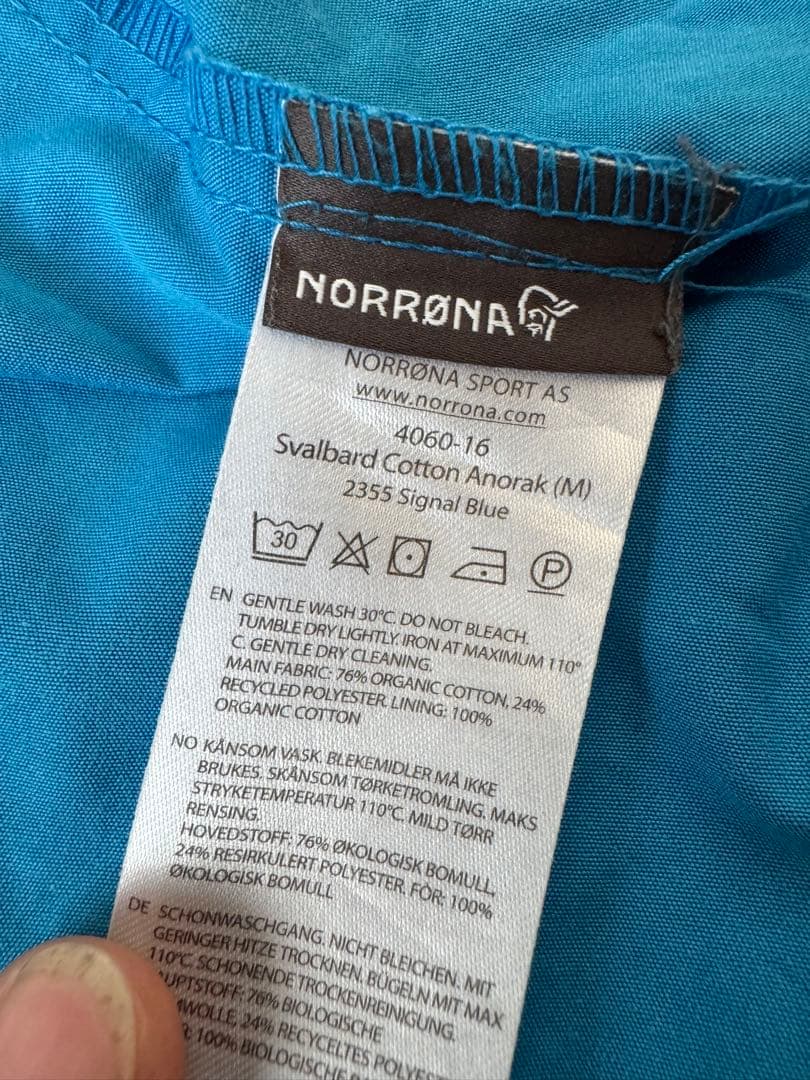 NORRØNA
NORRØNA SPORT AS
www.norrona.com
4060-16
Svalbard Cotton Anorak (M)
2355 Signal Blue
30
P
EN GENTLE WASH 30°C. DO NOT BLEACH.
TUMBLE DRY LIGHTLY. IRON AT MAXIMUM 110°
C. GENTLE DRY CLEANING.
MAIN FABRIC: 76% ORGANIC COTTON, 24%
RECYCLED POLYESTER. LINING: 100%
ORGANIC COTTON
NO KÅNSOM VASK. BLEKEMIDLER MÅ IKKE
BRUKES. SKÅNSOM TØRKETROMLING. MAKS
STRYKETEMPERATUR 110°C. MILD TØRR
RENSING.
HOVEDSTOFF: 76% ØKOLOGISK BOMULL,
24% RESIRKULERT POLYESTER. FÔR: 100%
ØKOLOGISK BOMULL
DE SCHONWASCHGANG. NICHT BLEICHEN. MIT
GERINGER HITZE TROCKNEN. BÜGELN MIT MAX
110°C. SCHONENDE TROCKENREINIGUNG.
UPTSTOFF: 76% BIOLOGISCHE
WOLLE, 24% RECYCELTES
100% BIOLOGISCHE